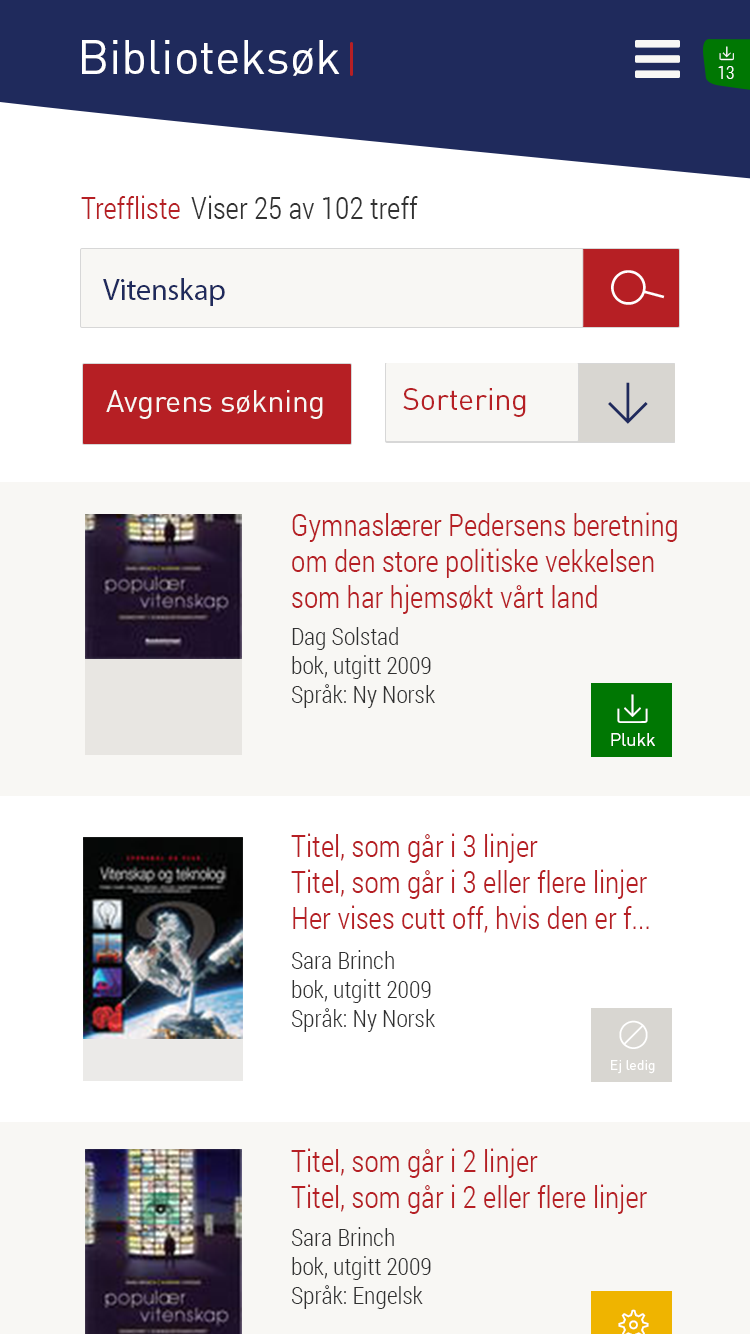 Biblioteksøk
13
Treffliste Viser 25 av 102 treff
Vitenskap
Avgrens søkning
Sortering
populær
vitenskap
Gymnaslærer Pedersens beretning
om den store politiske vekkelsen
som har hjemsøkt vårt land
Dag Solstad
bok, utgitt 2009
Språk: Ny Norsk
Plukk
Vitenskap og teknologi
Titel, som går i 3 linjer
Titel, som går i 3 eller flere linjer
Her vises cutt off, hvis den er f...
Sara Brinch
bok, utgitt 2009
Språk: Ny Norsk
Ej ledig
populær
vitenskap
Titel, som går i 2 linjer
Titel, som går i 2 eller flere linjer
Sara Brinch
bok, utgitt 2009
Språk: Engelsk